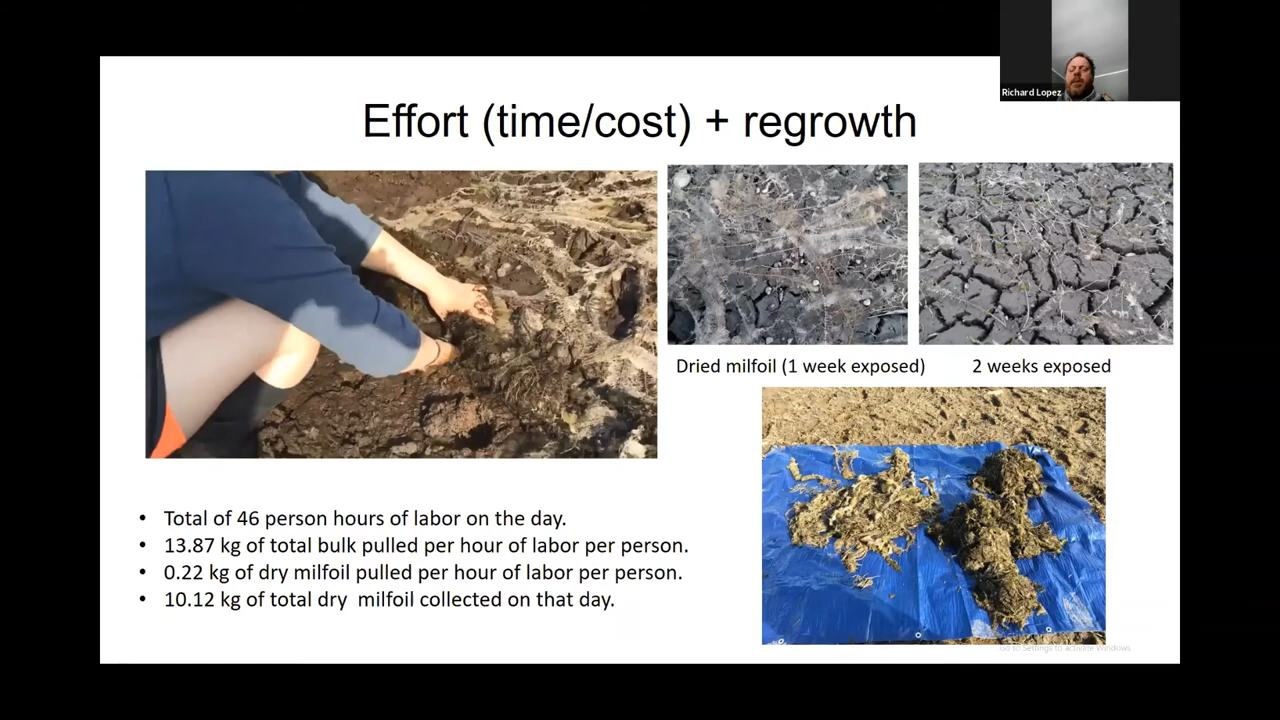 Richard Lopez
Effort (time/cost) + regrowth
Dried milfoil (1 week exposed)
2 weeks exposed
• Total of 46 person hours of labor on the day.
• 13.87 kg of total bulk pulled per hour of labor per person.
• 0.22 kg of dry milfoil pulled per hour of labor per person.
• 10.12 kg of total dry milfoil collected on that day.
Go to Settings to activate Windows